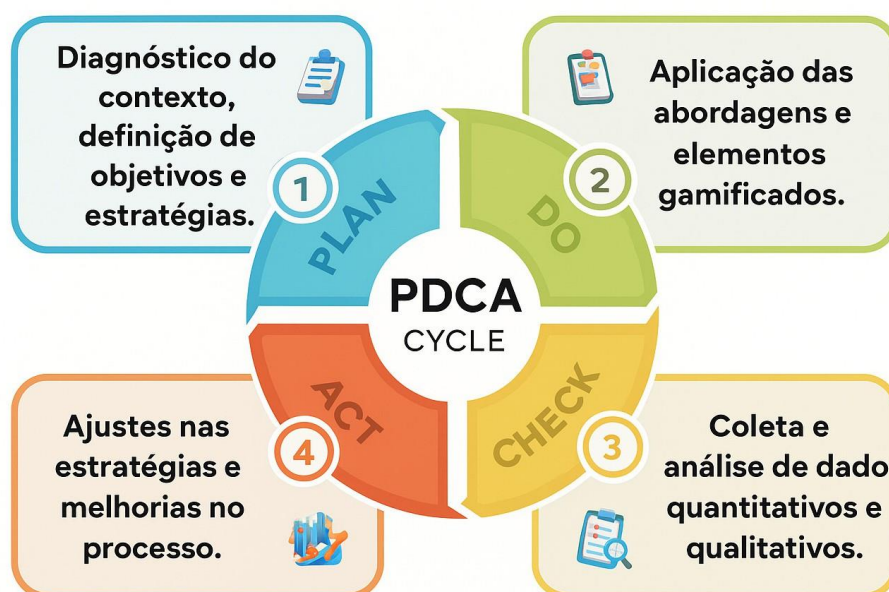 Diagnóstico do
contexto,
definição de
objetivos e
estratégias.
1
PLAN
Aplicação das
abordagens e
elementos
gamificados.
2
DO
PDCA
CYCLE
Ajustes nas
estratégias e
melhorias no
processo.
4
ACT
Coleta e
análise de dado
quantitativos e
qualitativos.
3
CHECK